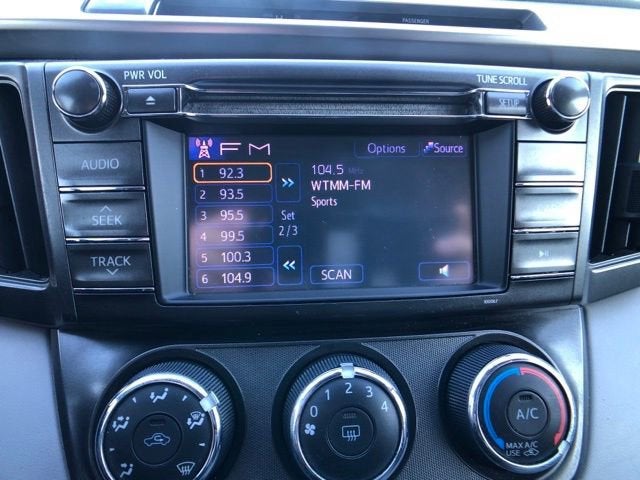 PASSENGER
PWR VOL
TUNE SCROLL
SETUP
FM
Options
Source
AUDIO
1 92.3
2 93.5
3 95.5
4 99.5
5 100.3
6 104.9
Set
2/3
104.5 MHz
WTMM-FM
Sports
SCAN
SEEK
TRACK
0 1 2 3 4
A/C
MAX A/C
USE